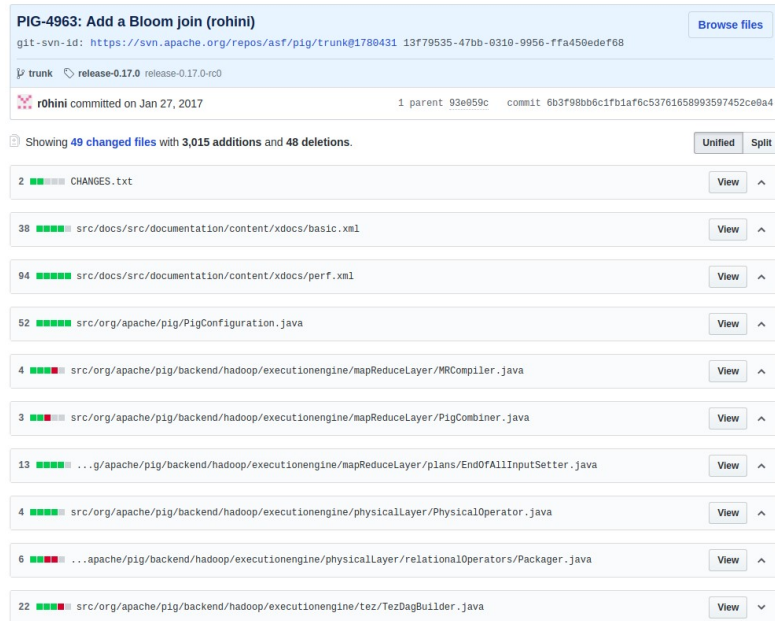 PIG-4963: Add a Bloom join (rohini)
Browse files
git-svn-id: https://svn.apache.org/repos/asf/pig/trunk@1780431 13f79535-47bb-0310-9956-ffa450edef68
trunk release-0.17.0 release-0.17.0-rc0
r0hini committed on Jan 27, 2017 1 parent 93e059c commit 6b3f98bb6c1fb1af6c53761658993597452ce0a4
Showing 49 changed files with 3,015 additions and 48 deletions. Unified Split
2 CHANGES.txt View
38 src/docs/src/documentation/content/xdocs/basic.xml View
94 src/docs/src/documentation/content/xdocs/perf.xml View
52 src/org/apache/pig/PigConfiguration.java View
4 src/org/apache/pig/backend/hadoop/executionengine/mapReduceLayer/MRCompiler.java View
3 src/org/apache/pig/backend/hadoop/executionengine/mapReduceLayer/PigCombiner.java View
13 ...g/apache/pig/backend/hadoop/executionengine/mapReduceLayer/plans/EndOfAllInputSetter.java View
4 src/org/apache/pig/backend/hadoop/executionengine/physicalLayer/PhysicalOperator.java View
6 ...apache/pig/backend/hadoop/executionengine/physicalLayer/relationalOperators/Packager.java View
22 src/org/apache/pig/backend/hadoop/executionengine/tez/TezDagBuilder.java View